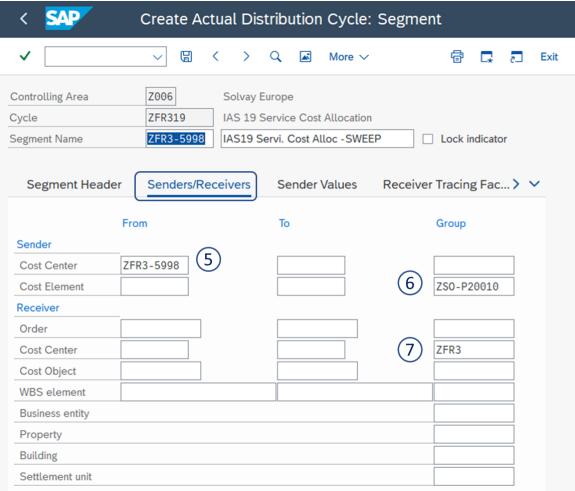 SAP Create Actual Distribution Cycle: Segment
More Exit
Controlling Area Z006 Solvay Europe
Cycle ZFR319 IAS 19 Service Cost Allocation
Segment Name ZFR3-5998 IAS19 Servi. Cost Alloc -SWEEP Lock indicator
Segment Header Senders/Receivers Sender Values Receiver Tracing Fac...
From To Group
Sender
Cost Center ZFR3-5998 5
Cost Element 6 ZSO-P20010
Receiver
Order
Cost Center 7 ZFR3
Cost Object
WBS element
Business entity
Property
Building
Settlement unit